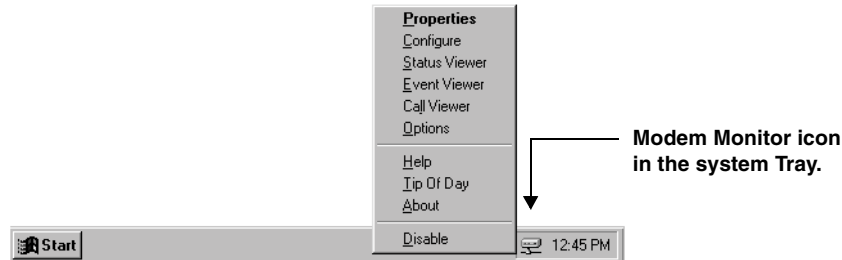 Properties
Configure
Status Viewer
Event Viewer
Call Viewer
Options
Help
Tip Of Day
About
Disable
Modem Monitor icon
in the system Tray.
Start
12:45 PM